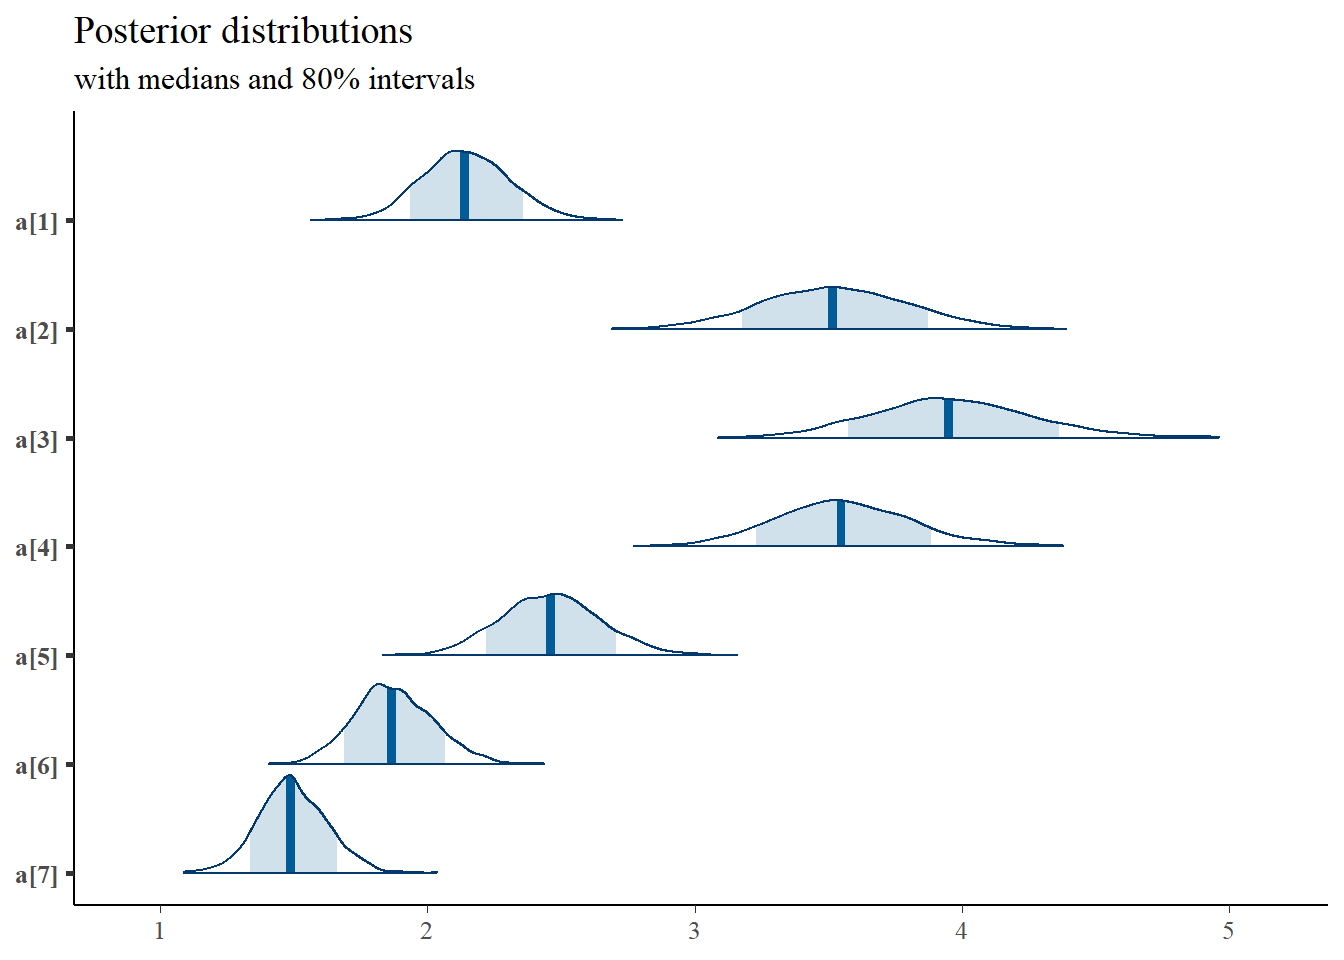 Posterior distributions
with medians and 80% intervals
a[1]
a[2]
a[3]
a[4]
a[5]
a[6]
a[7]
1 2 3 4 5